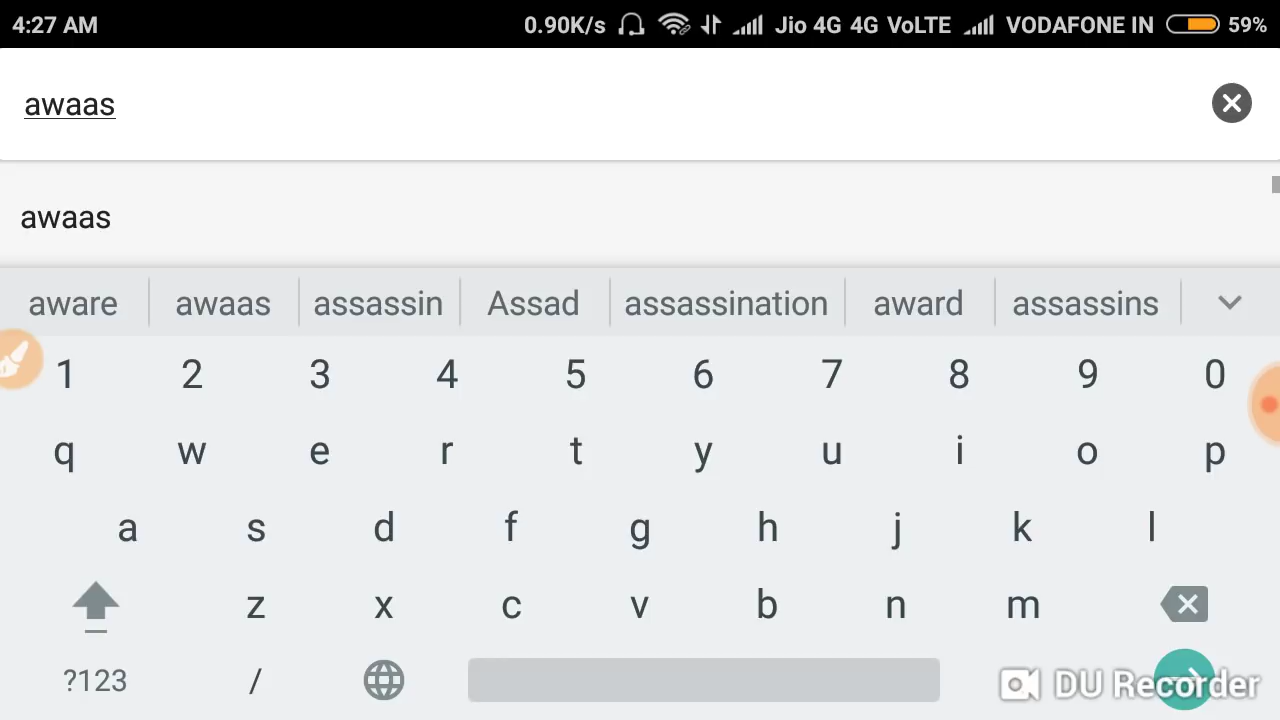 4:27 AM 0.90K/s Jio 4G 4G VoLTE VODAFONE IN 59%
awaas
awaas
aware awaas assassin Assad assassination award assassins
1 2 3 4 5 6 7 8 9 0
q w e r t y u i o p
a s d f g h j k l
z x c v b n m
?123 / DU Recorder